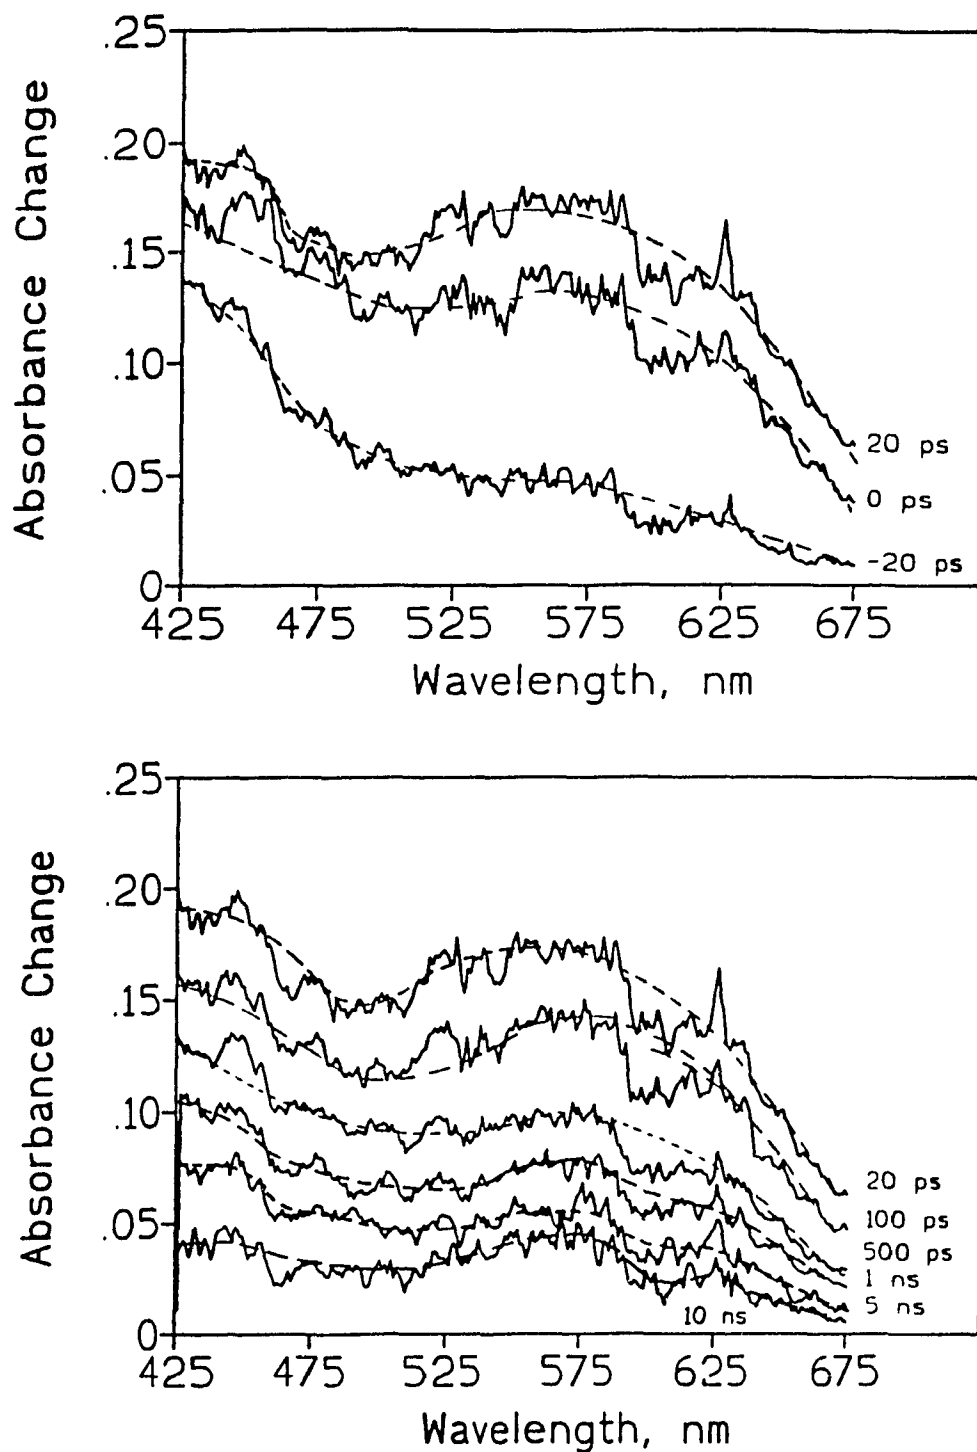 .25
.20
.15
.10
.05
0
Absorbance Change
20 ps
0 ps
-20 ps
425 475 525 575 625 675
Wavelength, nm
.25
.20
.15
.10
.05
0
Absorbance Change
20 ps
100 ps
500 ps
1 ns
5 ns
10 ns
425 475 525 575 625 675
Wavelength, nm